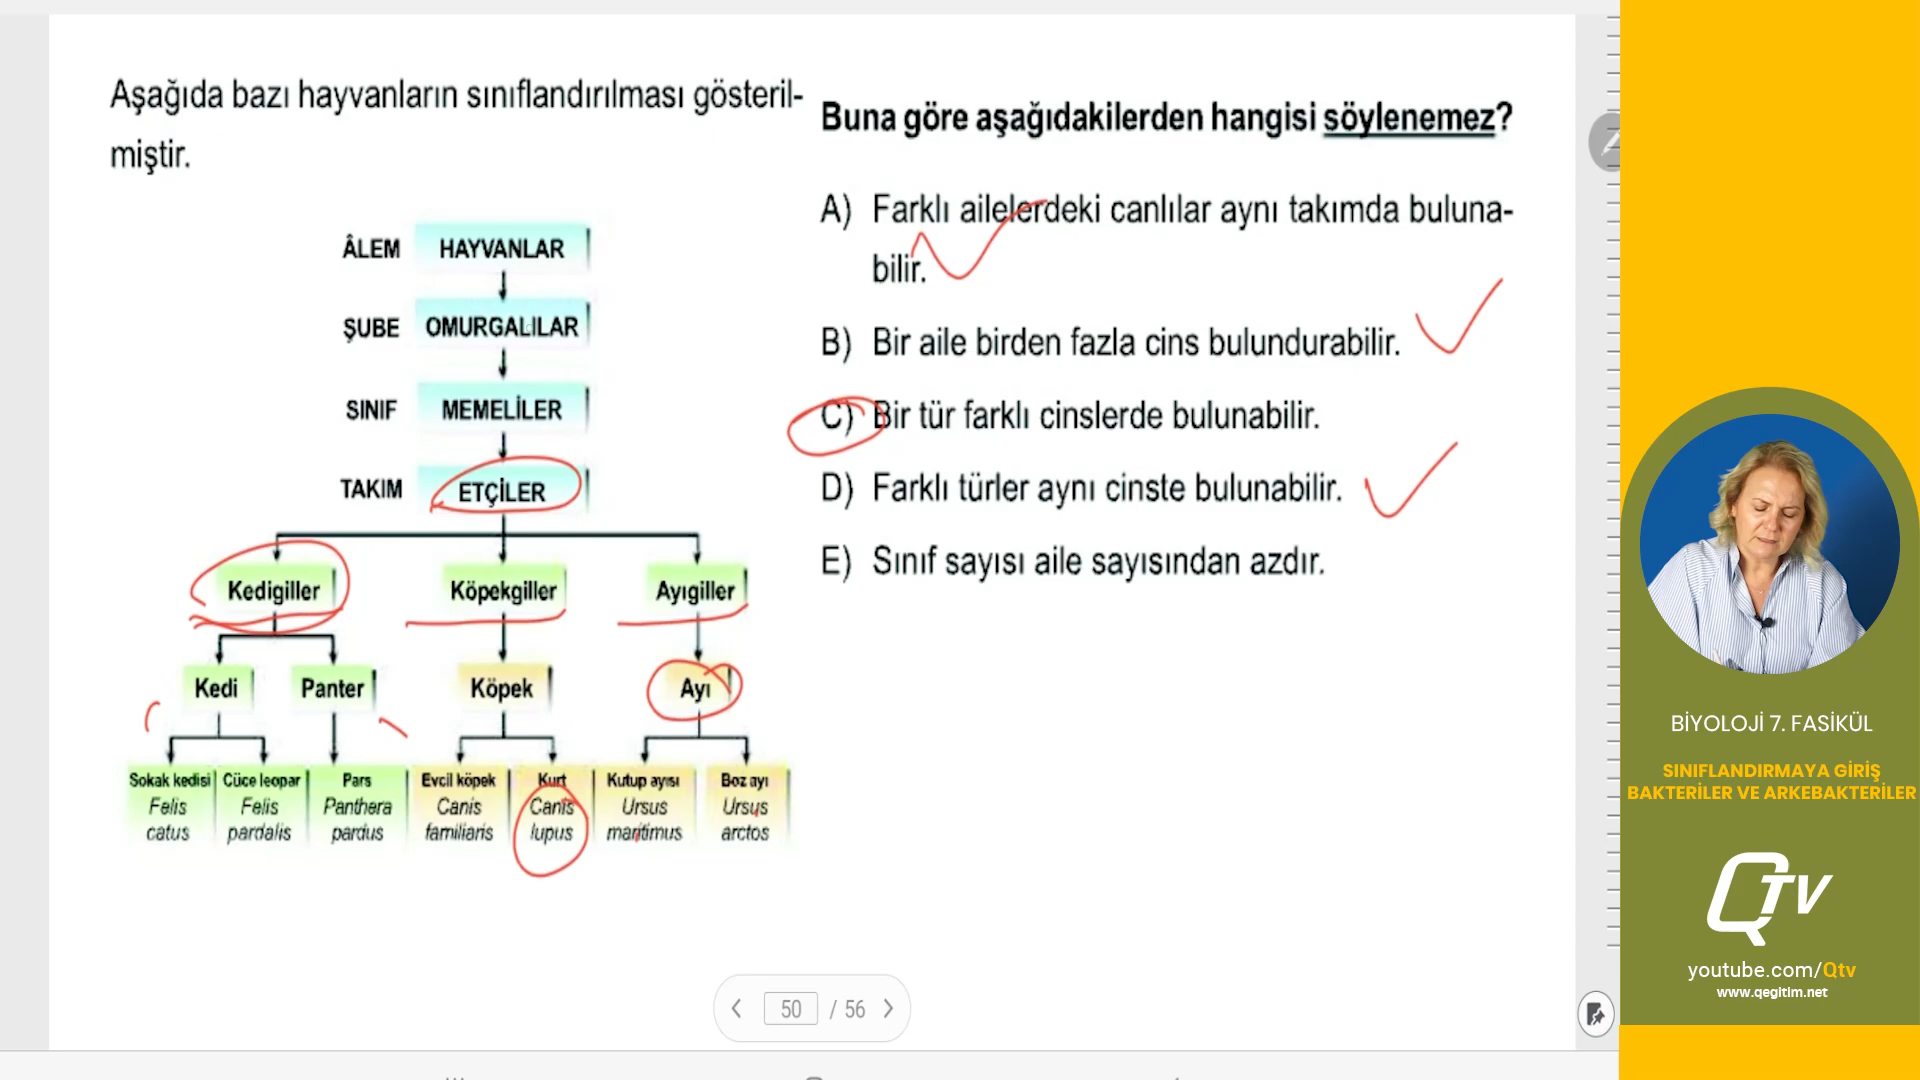 Aşağıda bazı hayvanların sınıflandırılması gösteril-
miştir.
ÂLEM HAYVANLAR
ŞUBE OMURGALILAR
SINIF MEMELİLER
TAKIM ETÇİLER
Kedigiller Köpekgiller Ayıgiller
Kedi Panter Köpek Ayı
Sokak kedisi Cüce leopar Pars Evcil köpek Kurt Kutup ayısı Boz ayı
Felis Felis Panthera Canis Canis Ursus Ursus
catus pardalis pardus familiaris lupus maritimus arctos
Buna göre aşağıdakilerden hangisi söylenemez?
A) Farklı ailelerdeki canlılar aynı takımda buluna-
bilir.
B) Bir aile birden fazla cins bulundurabilir.
C) Bir tür farklı cinslerde bulunabilir.
D) Farklı türler aynı cinste bulunabilir.
E) Sınıf sayısı aile sayısından azdır.
50 / 56
BİYOLOJİ 7. FASİKÜL
SINIFLANDIRMAYA GİRİŞ
BAKTERİLER VE ARKEBAKTERİLER
QTV
youtube.com/Qtv
www.qegitim.net